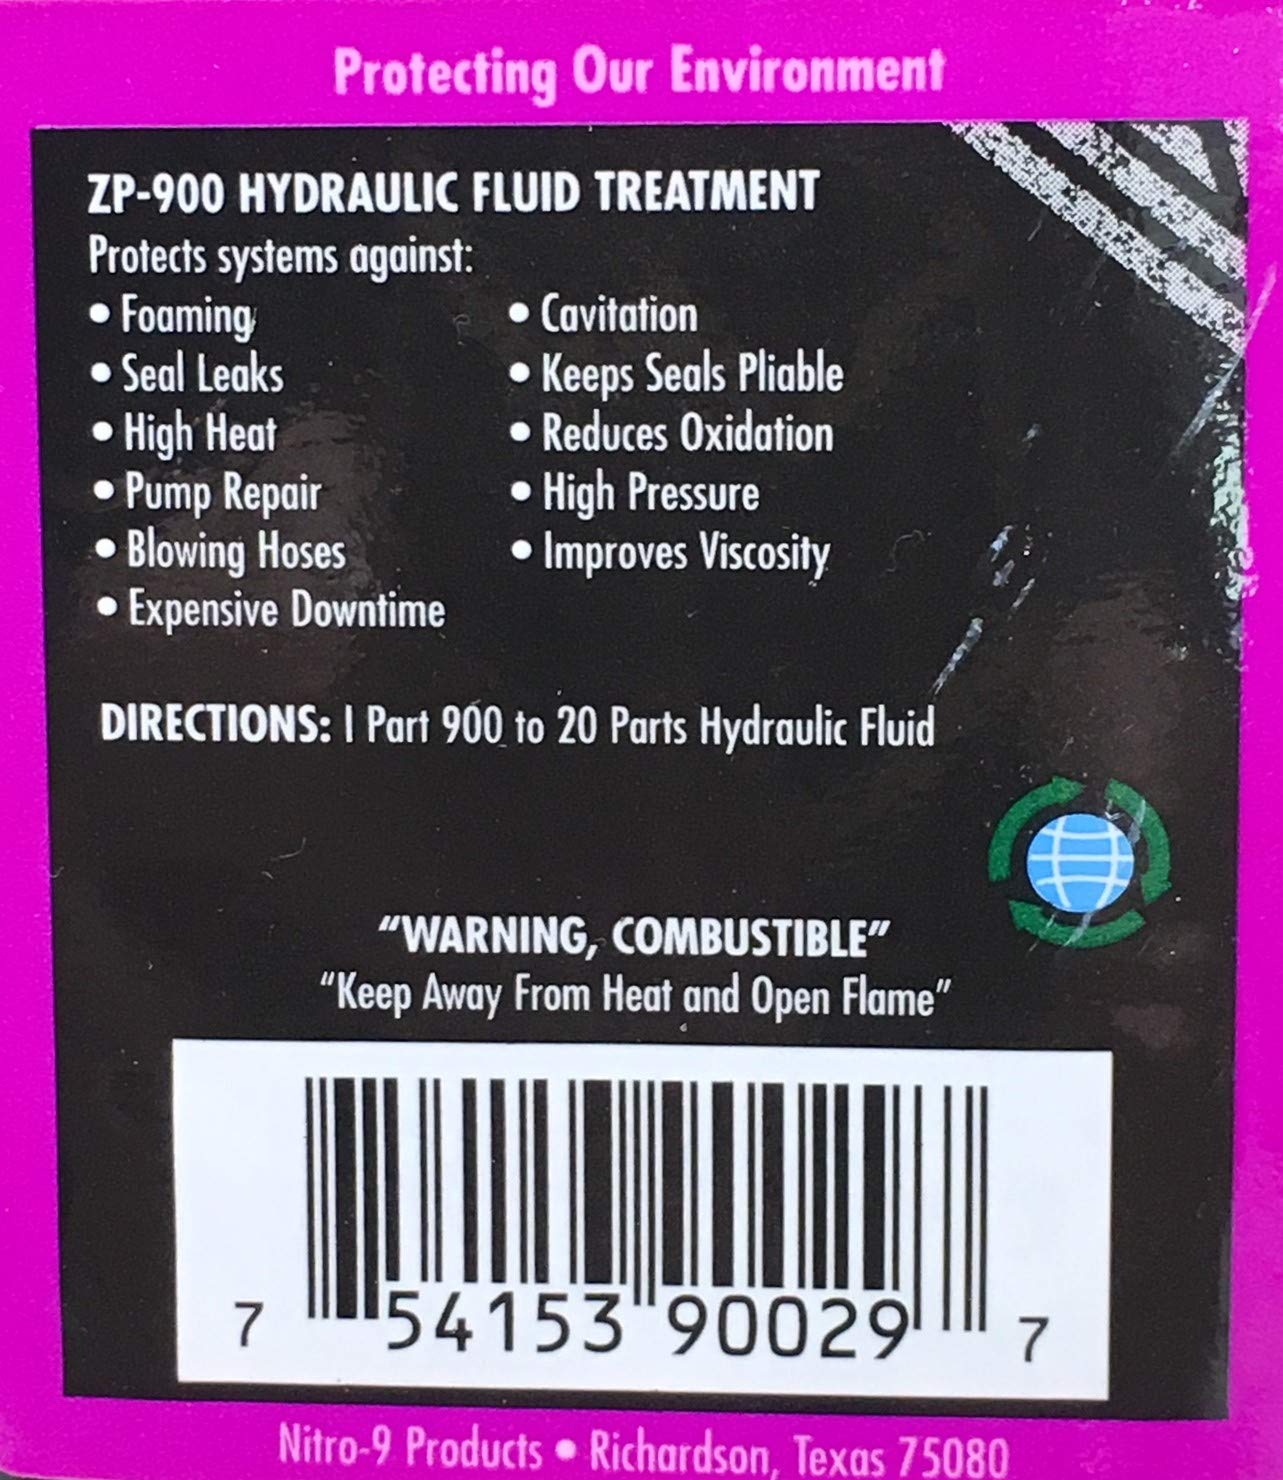 Protecting Our Environment
ZP-900 HYDRAULIC FLUID TREATMENT
Protects systems against:
• Foaming
• Seal Leaks
• High Heat
• Pump Repair
• Blowing Hoses
• Expensive Downtime
• Cavitation
• Keeps Seals Pliable
• Reduces Oxidation
• High Pressure
• Improves Viscosity
DIRECTIONS: 1 Part 900 to 20 Parts Hydraulic Fluid
“WARNING, COMBUSTIBLE”
“Keep Away From Heat and Open Flame”
7 54153 90029 7
Nitro-9 Products • Richardson, Texas 75080